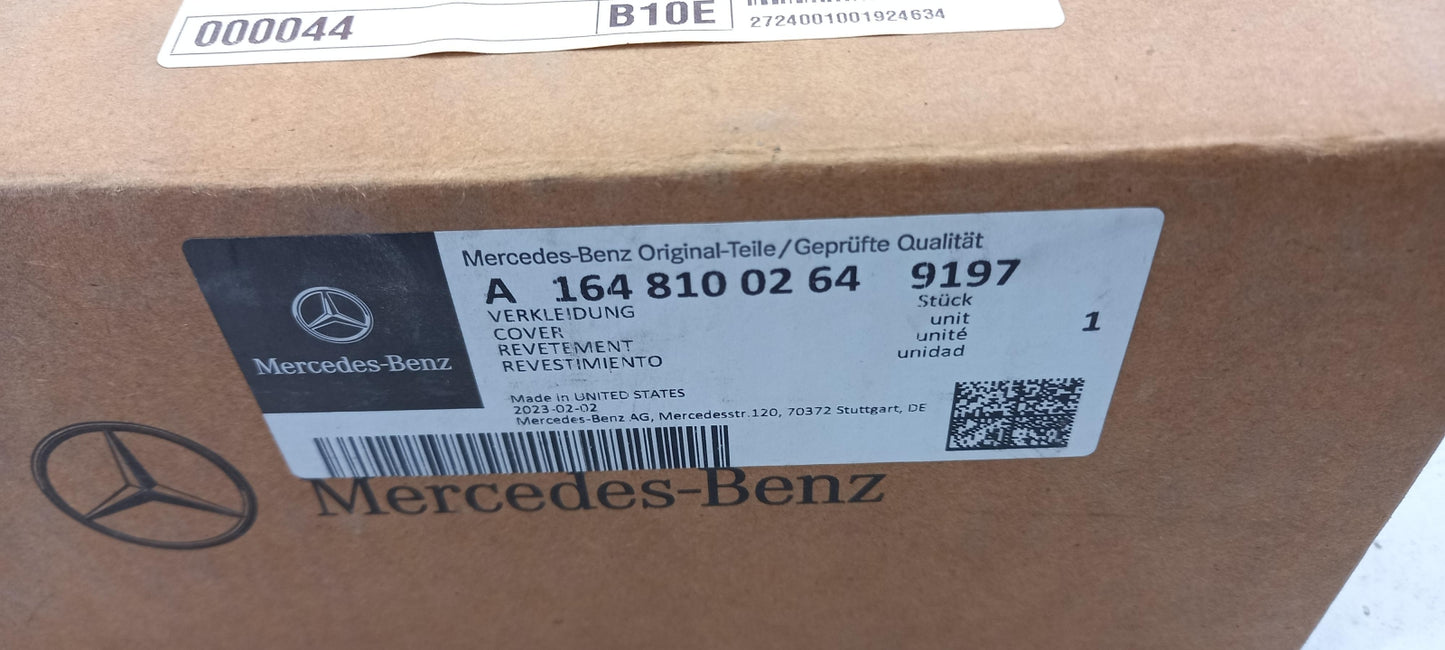 000044
B10E
2724001001924634
Mercedes-Benz Original-Teile/Geprüfte Qualität
A 164 810 02 64 9197
VERKLEIDUNG
COVER
REVETEMENT
REVESTIMIENTO
Stück
unit
unité
unidad
1
Made in UNITED STATES
2023-02-02
Mercedes-Benz AG, Mercedesstr.120, 70372 Stuttgart, DE
Mercedes-Benz
Mercedes-Benz